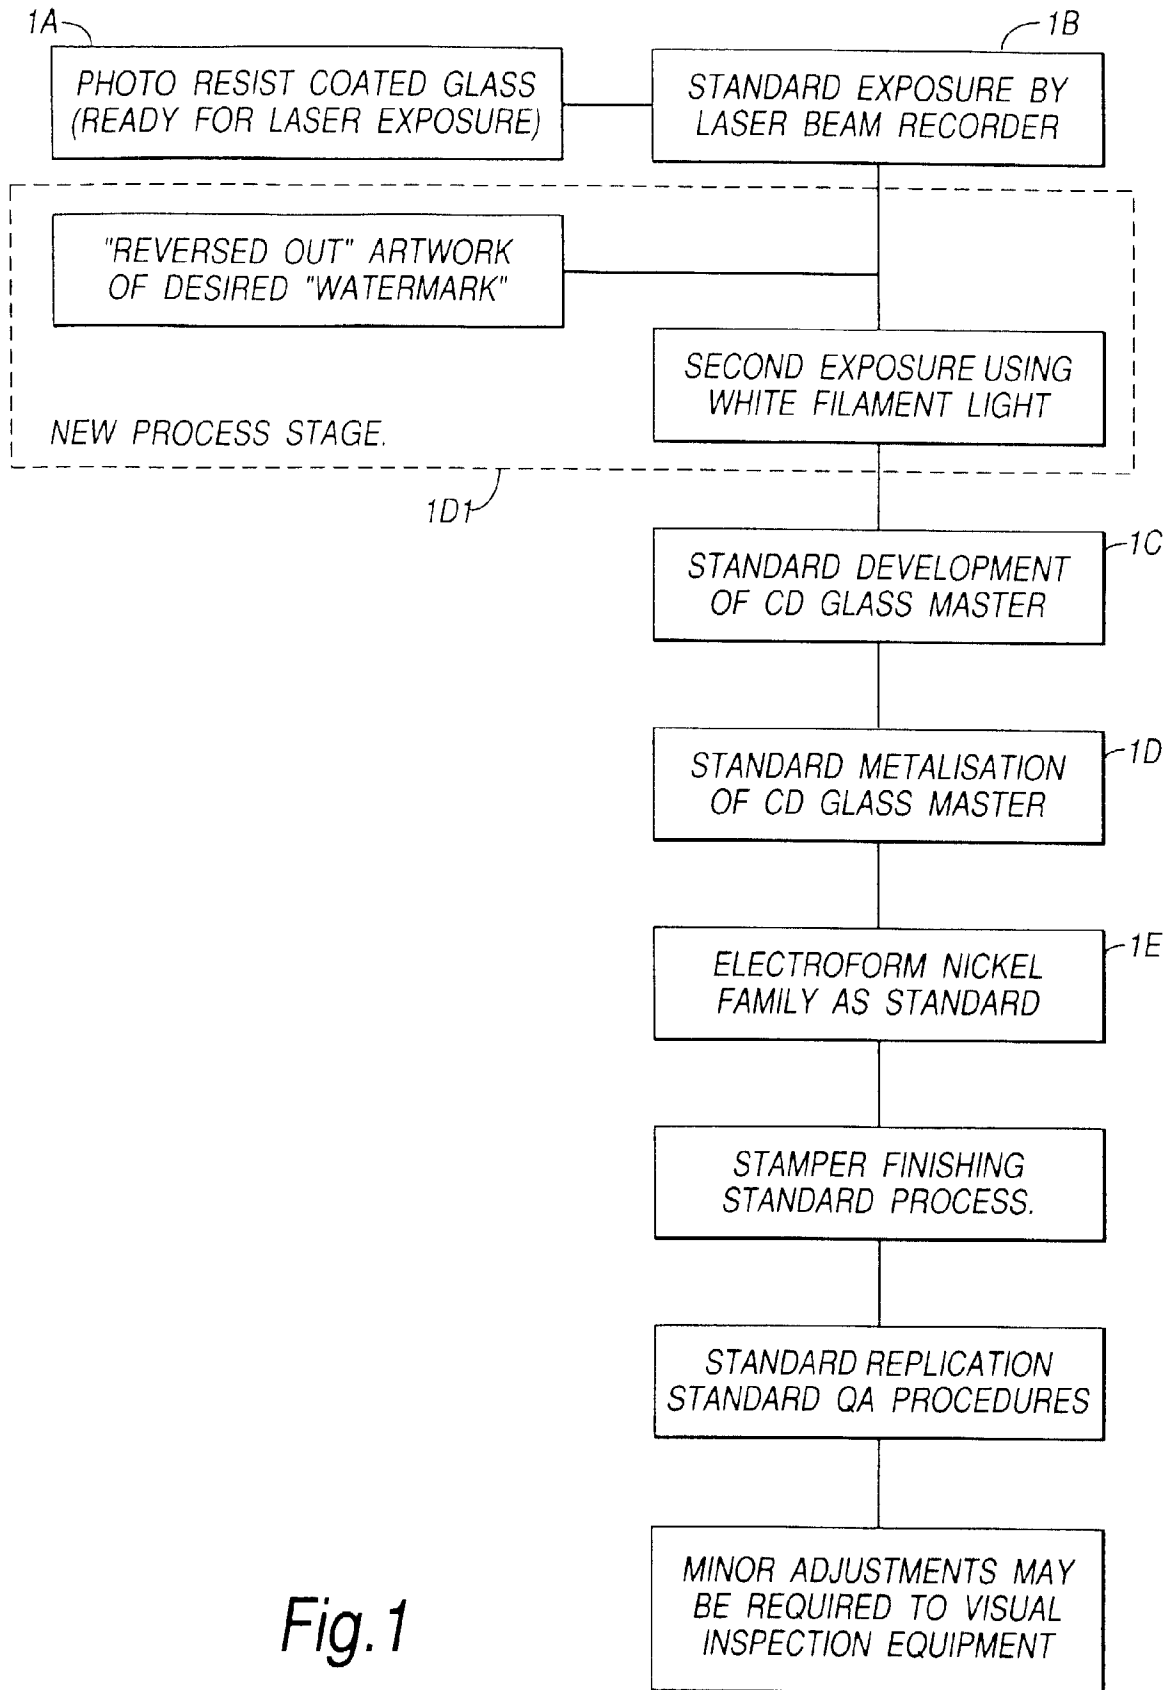 1A
1B
PHOTO RESIST COATED GLASS
(READY FOR LASER EXPOSURE)
STANDARD EXPOSURE BY
LASER BEAM RECORDER
"REVERSED OUT" ARTWORK
OF DESIRED "WATERMARK"
SECOND EXPOSURE USING
WHITE FILAMENT LIGHT
NEW PROCESS STAGE.
1D1
1C
STANDARD DEVELOPMENT
OF CD GLASS MASTER
1D
STANDARD METALISATION
OF CD GLASS MASTER
1E
ELECTROFORM NICKEL
FAMILY AS STANDARD
STAMPER FINISHING
STANDARD PROCESS.
STANDARD REPLICATION
STANDARD QA PROCEDURES
MINOR ADJUSTMENTS MAY
BE REQUIRED TO VISUAL
INSPECTION EQUIPMENT
Fig.1